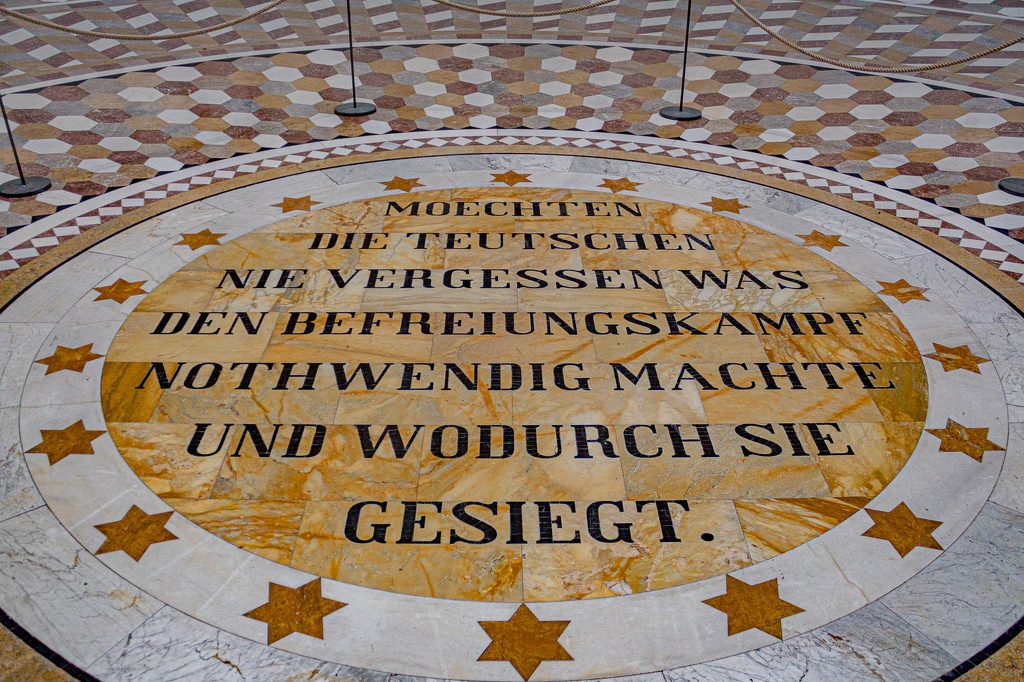 MOECHTEN
DIE TEUTSCHEN
NIE VERGESSEN WAS
DEN BEFREIUNGSKAMPF
NOTHWENDIG MACHTE
UND WODURCH SIE
GESIEGT.